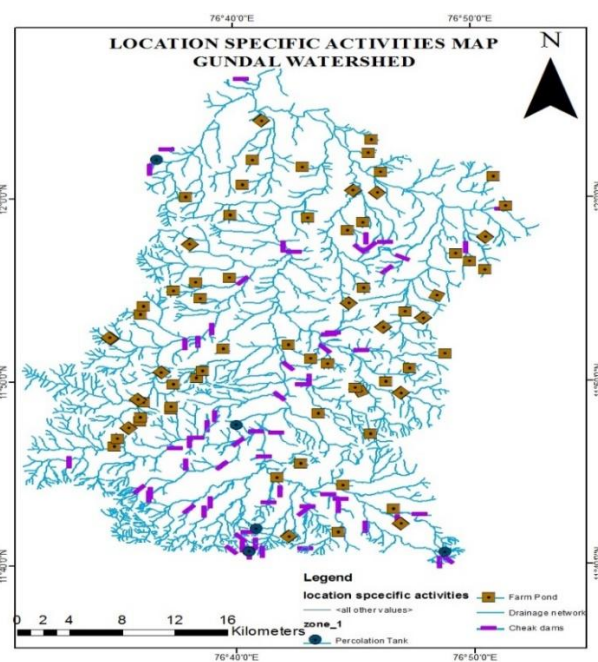 76°40'0"E 76°50'0"E
LOCATION SPECIFIC ACTIVITIES MAP
GUNDAL WATERSHED
N
12°0'0"N
11°50'0"N
11°40'0"N
Legend
location spcecific activities
<all other values>
zone_1
Percolation Tank
Farm Pond
Drainage network
Cheak dams
0 2 4 8 12 16
Kilometers
76°40'0"E 76°50'0"E